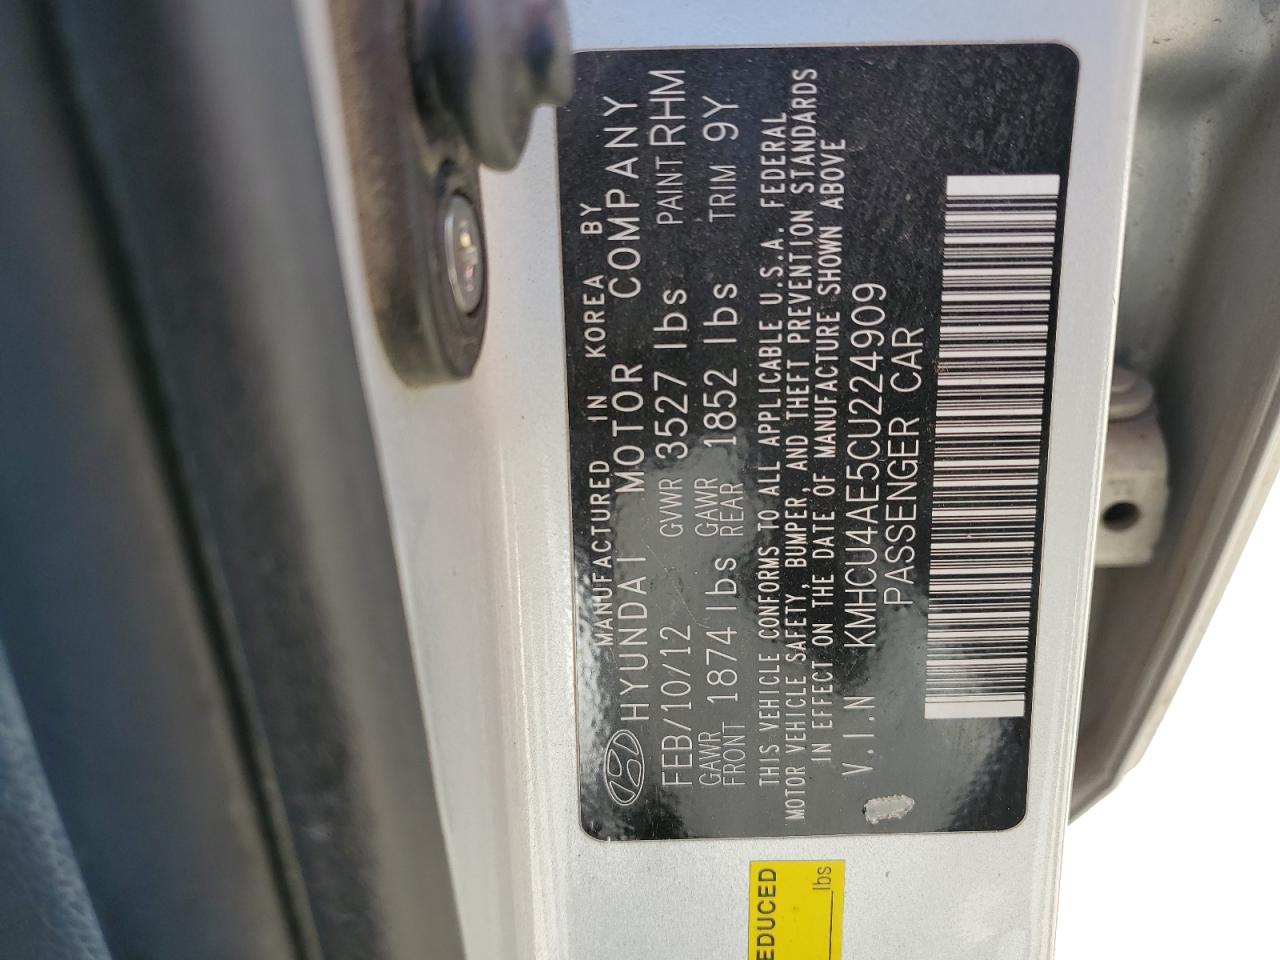 MANUFACTURED IN KOREA BY
HYUNDAI MOTOR COMPANY
FEB/10/12 GVWR 3527 lbs PAINT RHM
GAWR FRONT 1874 lbs GAWR REAR 1852 lbs TRIM 9Y
THIS VEHICLE CONFORMS TO ALL APPLICABLE U.S.A. FEDERAL
MOTOR VEHICLE SAFETY, BUMPER, AND THEFT PREVENTION STANDARDS
IN EFFECT ON THE DATE OF MANUFACTURE SHOWN ABOVE
V.I.N KMHCU4AE5CU224909
PASSENGER CAR
EDUCED
lbs